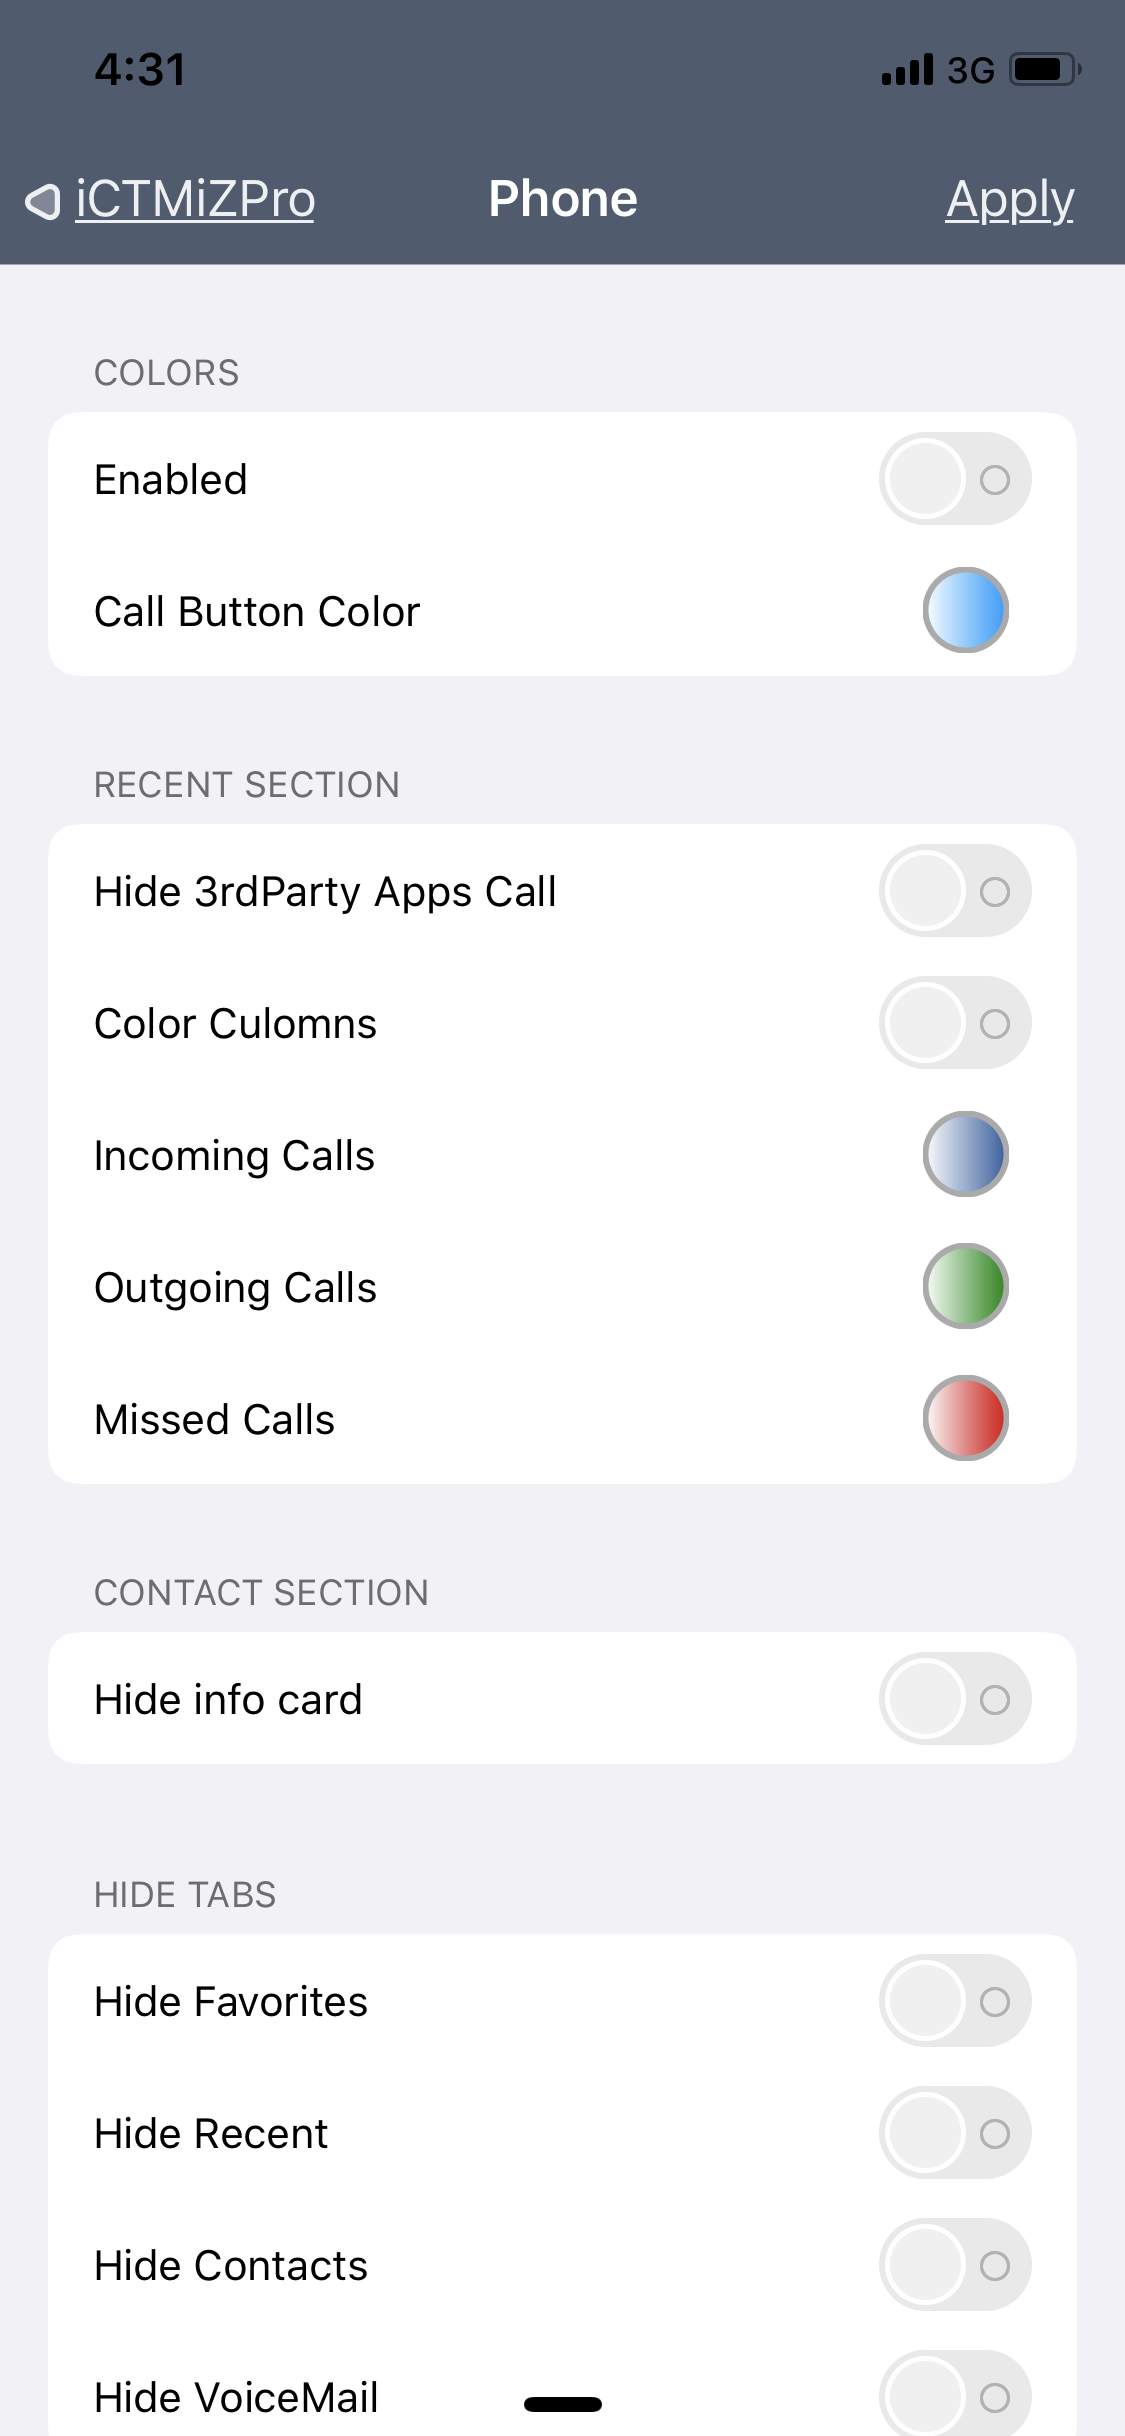 4:31 3G
iCTMiZPro Phone Apply
COLORS
Enabled
Call Button Color
RECENT SECTION
Hide 3rdParty Apps Call
Color Culomns
Incoming Calls
Outgoing Calls
Missed Calls
CONTACT SECTION
Hide info card
HIDE TABS
Hide Favorites
Hide Recent
Hide Contacts
Hide VoiceMail